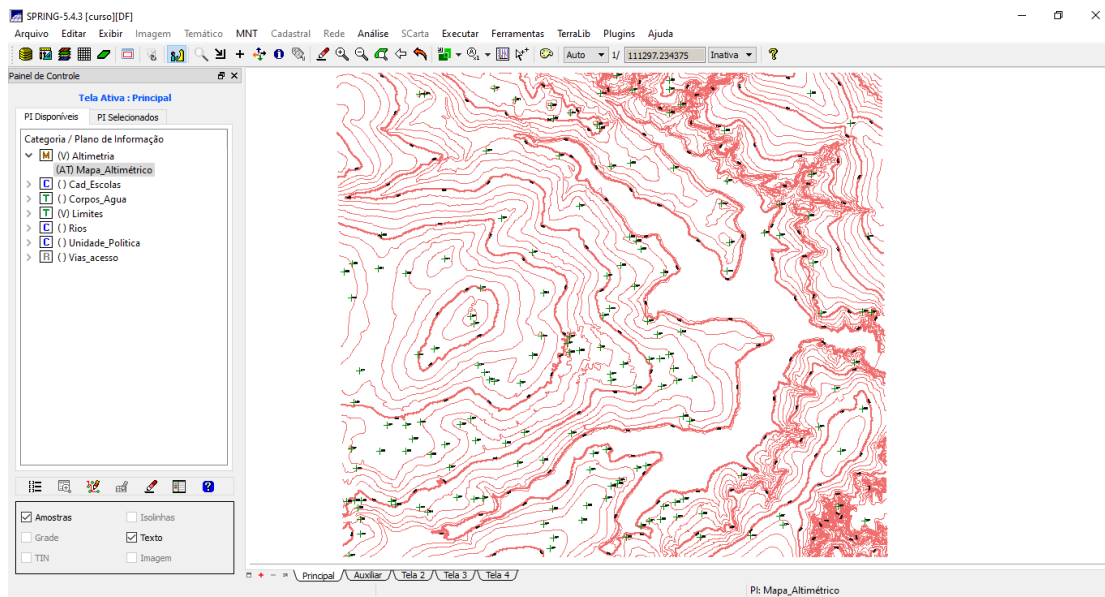 SPRING-5.4.3 [curso][DF]
Arquivo Editar Exibir Imagem Temático MNT Cadastral Rede Análise SCarta Executar Ferramentas TerraLib Plugins Ajuda
Auto 1/ 111297.234375 Inativa
Painel de Controle
Tela Ativa : Principal
PI Disponíveis PI Selecionados
Categoria / Plano de Informação
M (V) Altimetria
(AT) Mapa_Altimétrico
C ( ) Cad_Escolas
T ( ) Corpos_Agua
T (V) Limites
C ( ) Rios
C ( ) Unidade_Politica
R ( ) Vias_acesso
Amostras Isolinhas
Grade Texto
TIN Imagem
Principal Auxiliar Tela 2 Tela 3 Tela 4
PI: Mapa_Altimétrico